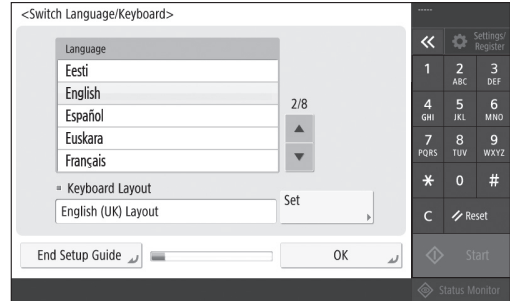 <Switch Language/Keyboard>
Language
Eesti
English
Español
Euskara
Français
2/8
Keyboard Layout
English (UK) Layout
Set
End Setup Guide
OK
-----
Settings/
Register
1
2
3
ABC
DEF
4
5
6
GHI
JKL
MNO
7
8
9
PQRS
TUV
WXYZ
* 0 #
C
Reset
Start
Status Monitor